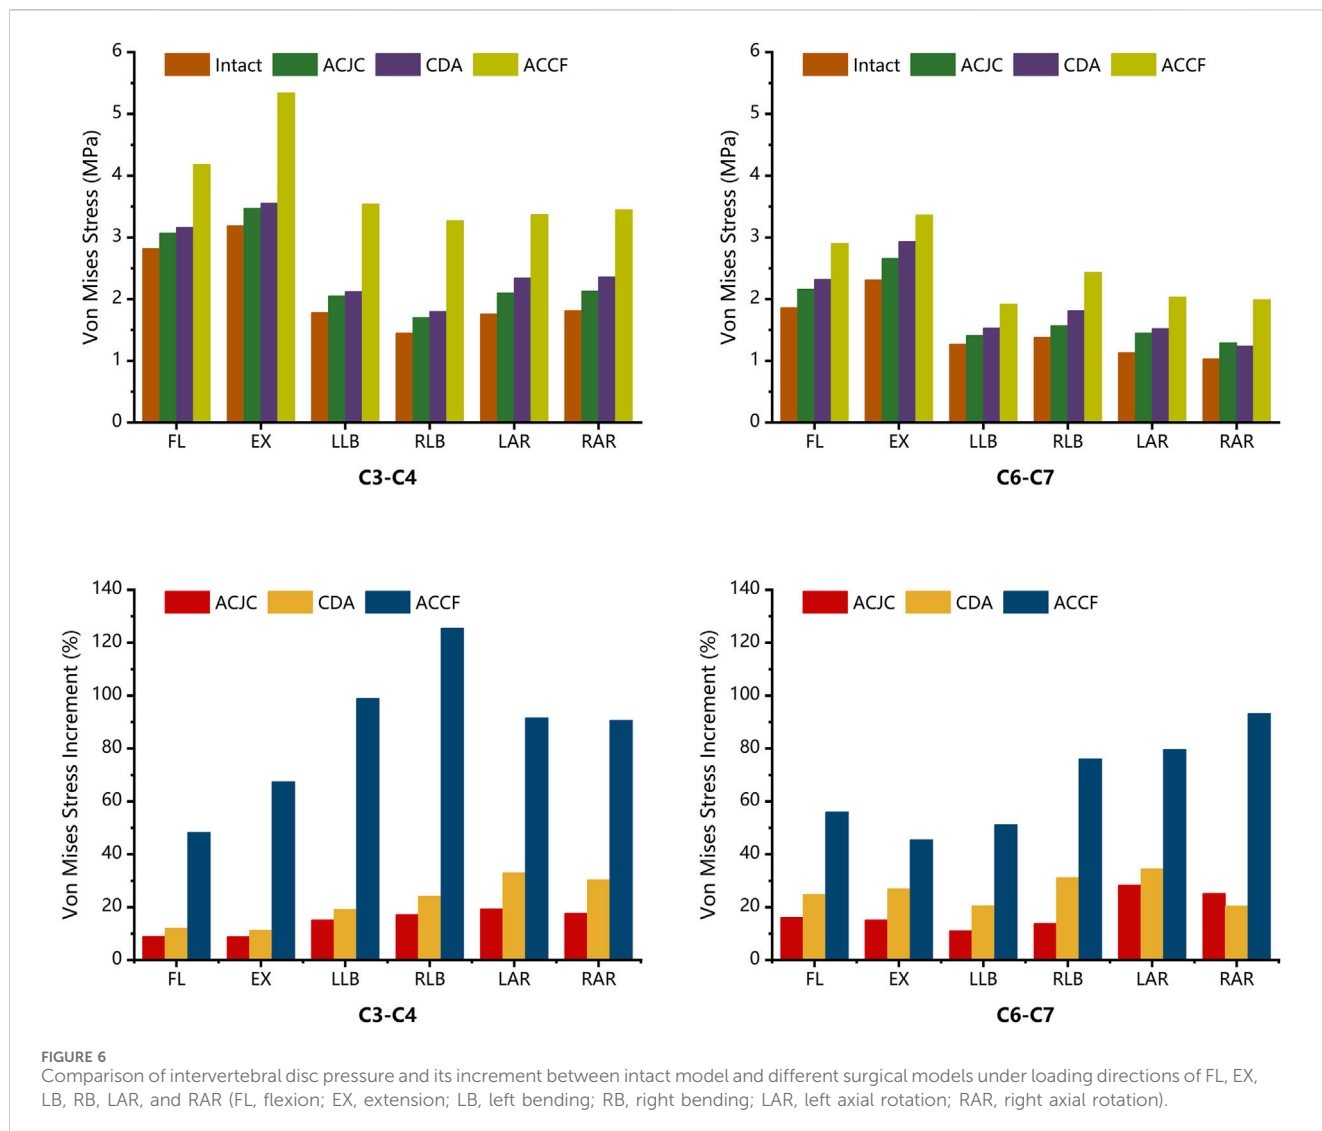 Intact ACJC CDA ACCF
6
5
4
3
2
1
0
Von Mises Stress (MPa)
FL EX LLB RLB LAR RAR
C3-C4
Intact ACJC CDA ACCF
6
5
4
3
2
1
0
Von Mises Stress (MPa)
FL EX LLB RLB LAR RAR
C6-C7
ACJC CDA ACCF
140
120
100
80
60
40
20
0
Von Mises Stress Increment (%)
FL EX LLB RLB LAR RAR
C3-C4
ACJC CDA ACCF
140
120
100
80
60
40
20
0
Von Mises Stress Increment (%)
FL EX LLB RLB LAR RAR
C6-C7
FIGURE 6
Comparison of intervertebral disc pressure and its increment between intact model and different surgical models under loading directions of FL, EX,
LB, RB, LAR, and RAR (FL, flexion; EX, extension; LB, left bending; RB, right bending; LAR, left axial rotation; RAR, right axial rotation).